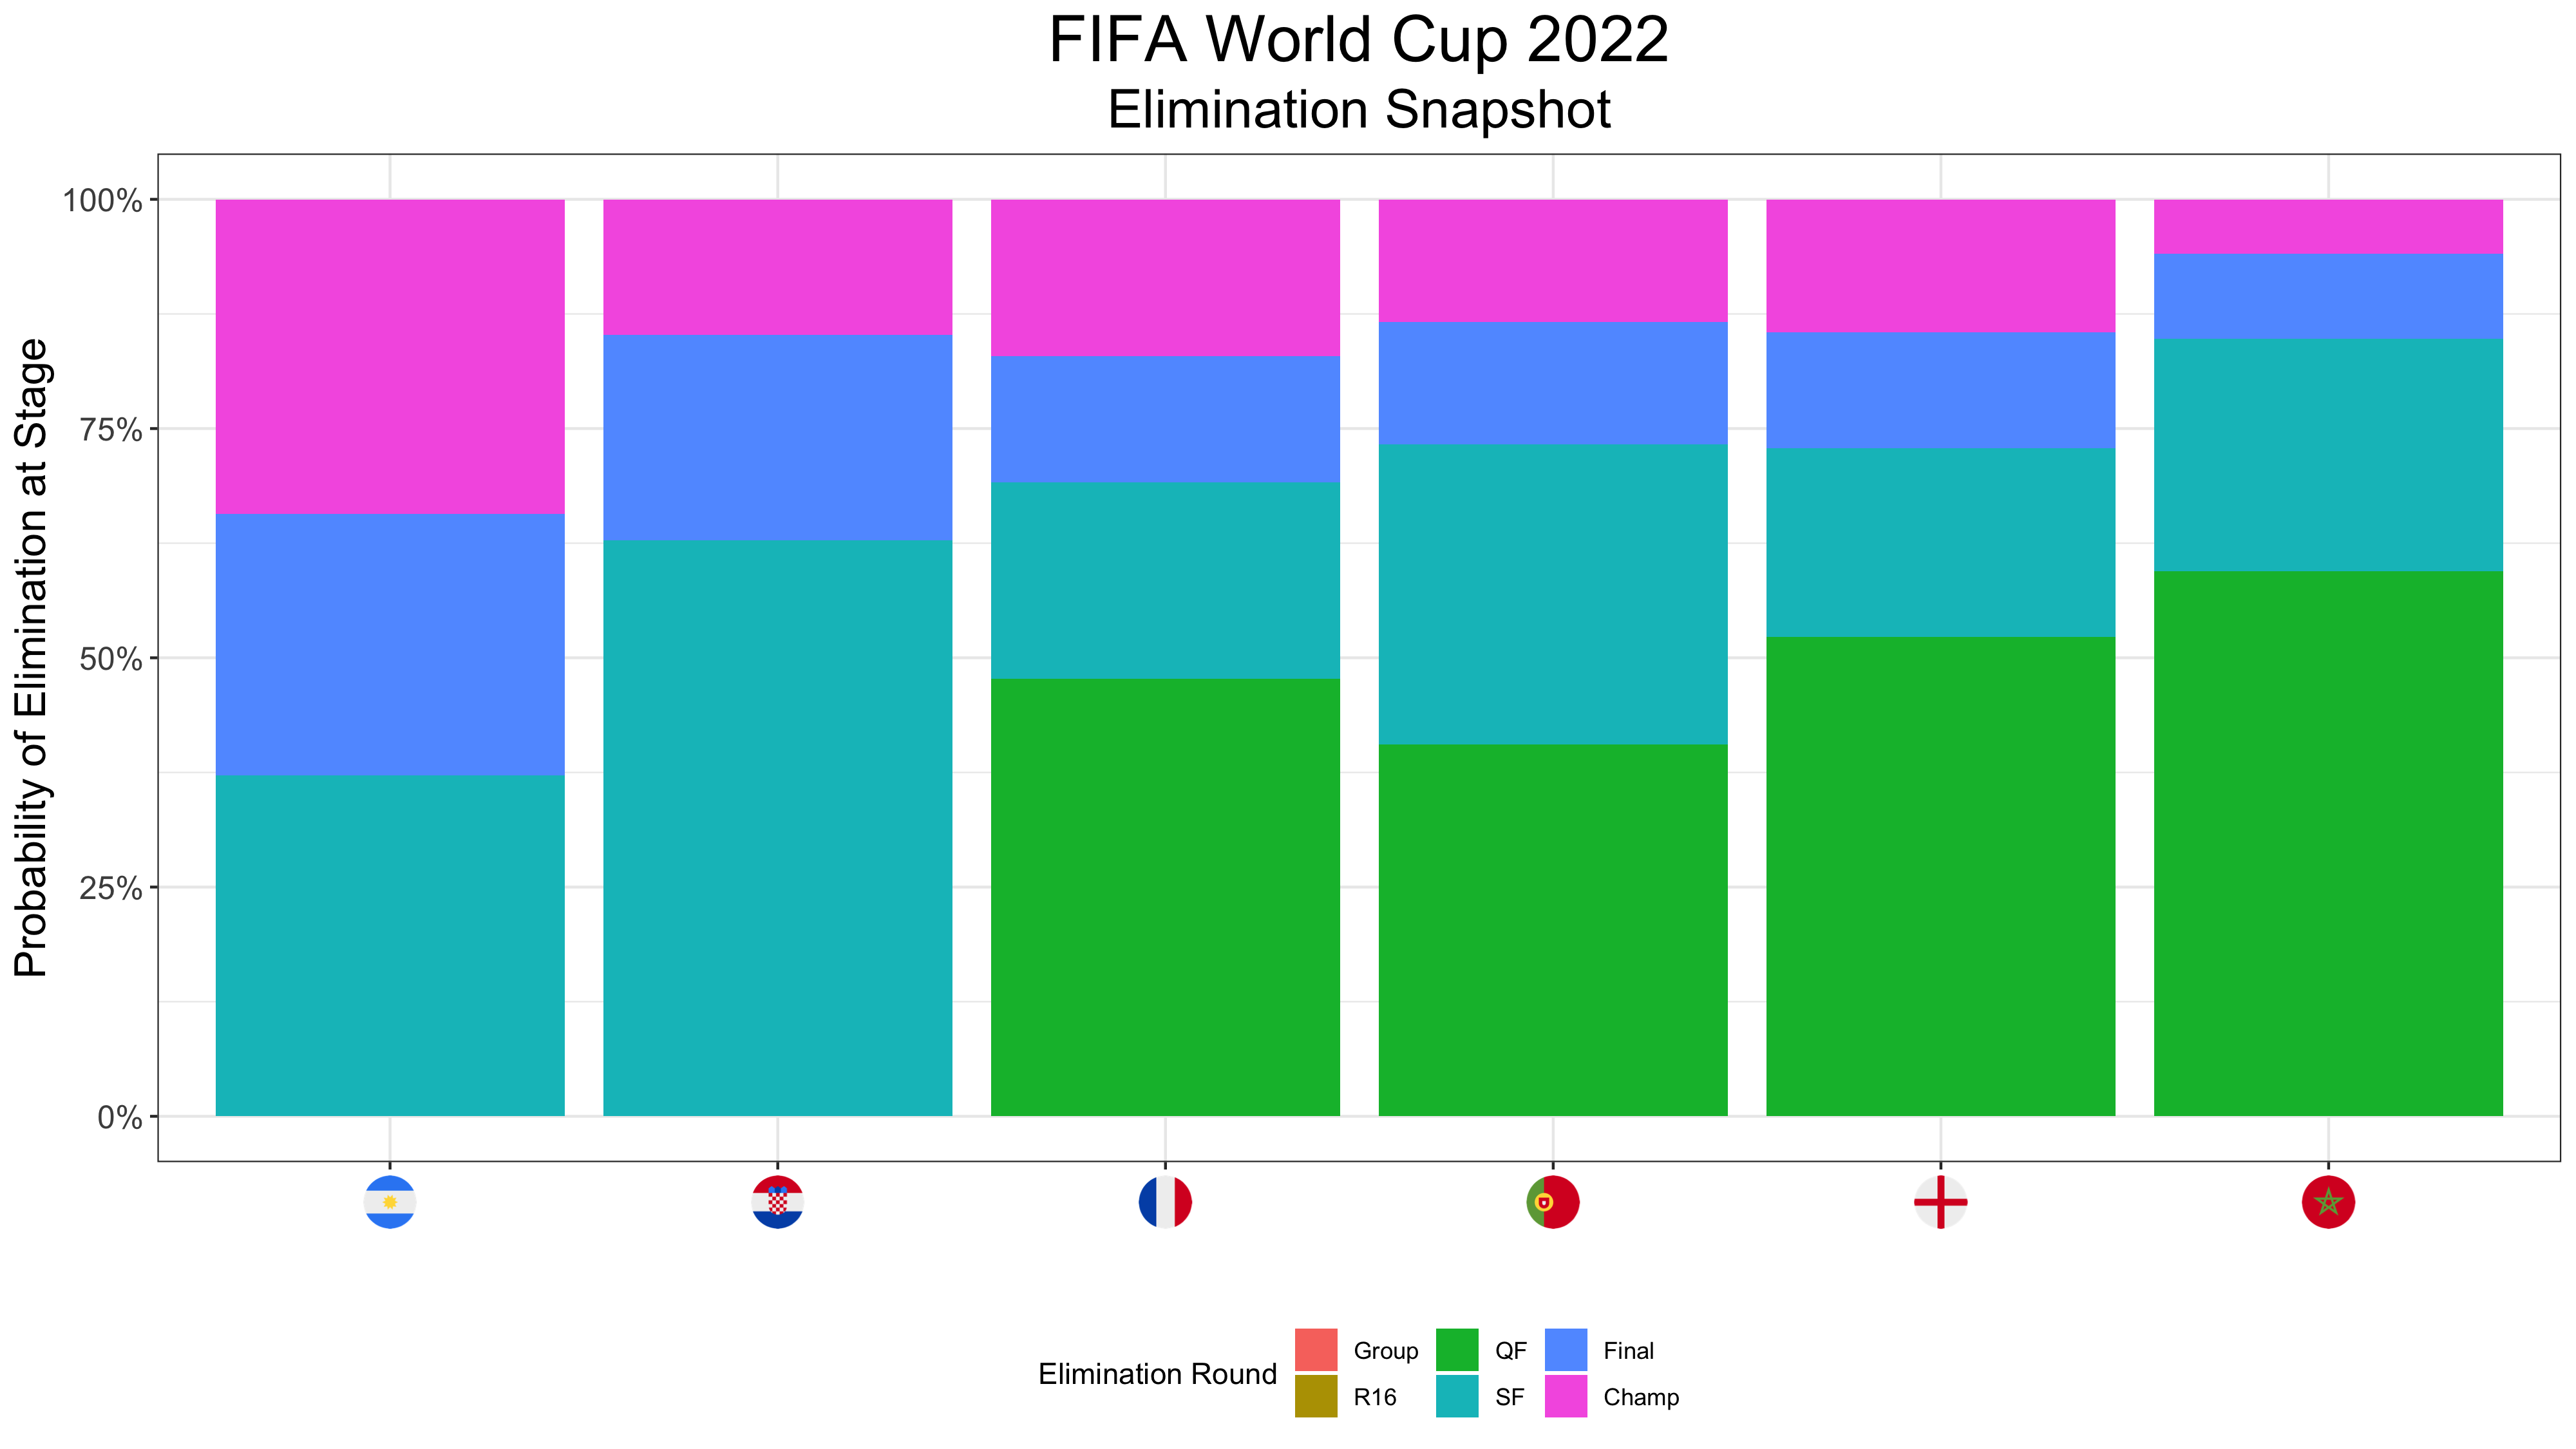 FIFA World Cup 2022
Elimination Snapshot
Probability of Elimination at Stage
100%
75%
50%
25%
0%
Elimination Round
Group
QF
Final
R16
SF
Champ